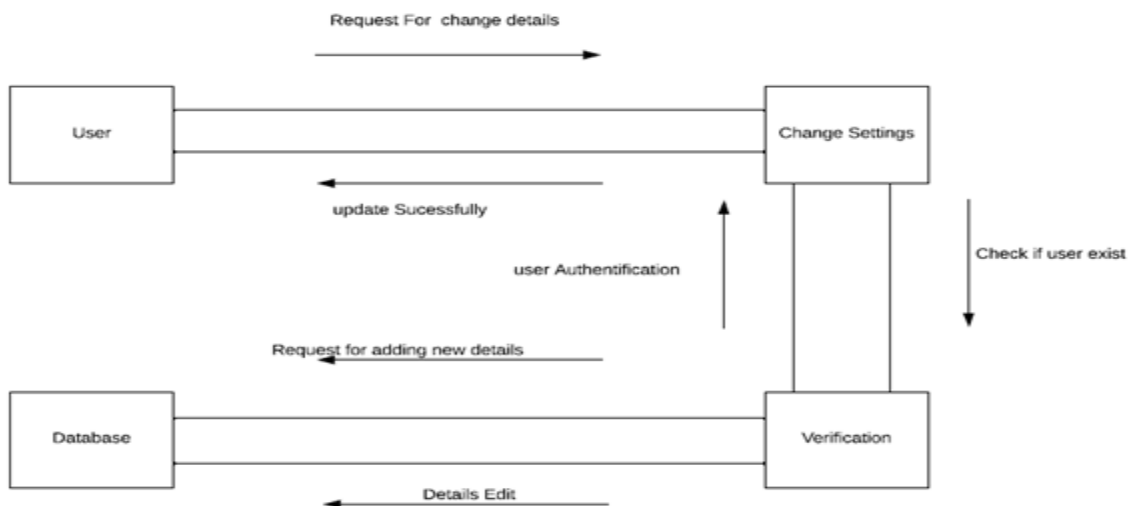 Request For change details
User
Change Settings
update Sucessfully
Check if user exist
user Authentification
Request for adding new details
Database
Verification
Details Edit